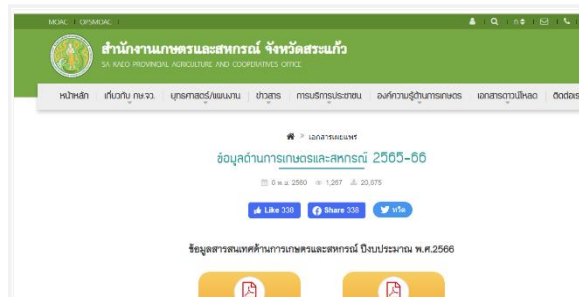 MOAC | OPSMOAC |
สำนักงานเกษตรและสหกรณ์ จังหวัดสระแก้ว
SA KAEO PROVINCIAL AGRICULTURE AND COOPERATIVES OFFICE
หน้าหลัก เกี่ยวกับ กษ.จว. ยุทธศาสตร์/แผนงาน ข่าวสาร การบริการประชาชน องค์ความรู้ด้านการเกษตร เอกสารดาวน์โหลด
> เอกสารเผยแพร่
ข้อมูลด้านการเกษตรและสหกรณ์ 2565-66
2560 1,267 20,875
Like 338 Share 338 ทวีต
ข้อมูลสารสนเทศด้านการเกษตรและสหกรณ์ ปีงบประมาณ พ.ศ.2566